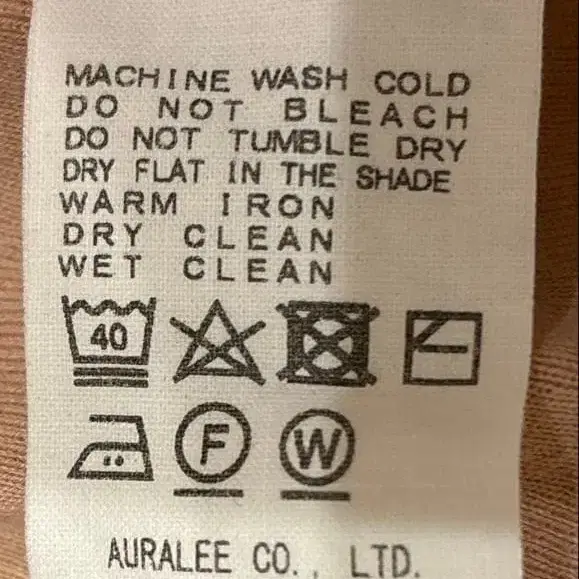 MACHINE WASH COLD
DO NOT BLEACH
DO NOT TUMBLE DRY
DRY FLAT IN THE SHADE
WARM IRON
DRY CLEAN
WET CLEAN
40
F W
AURALEE CO., LTD.